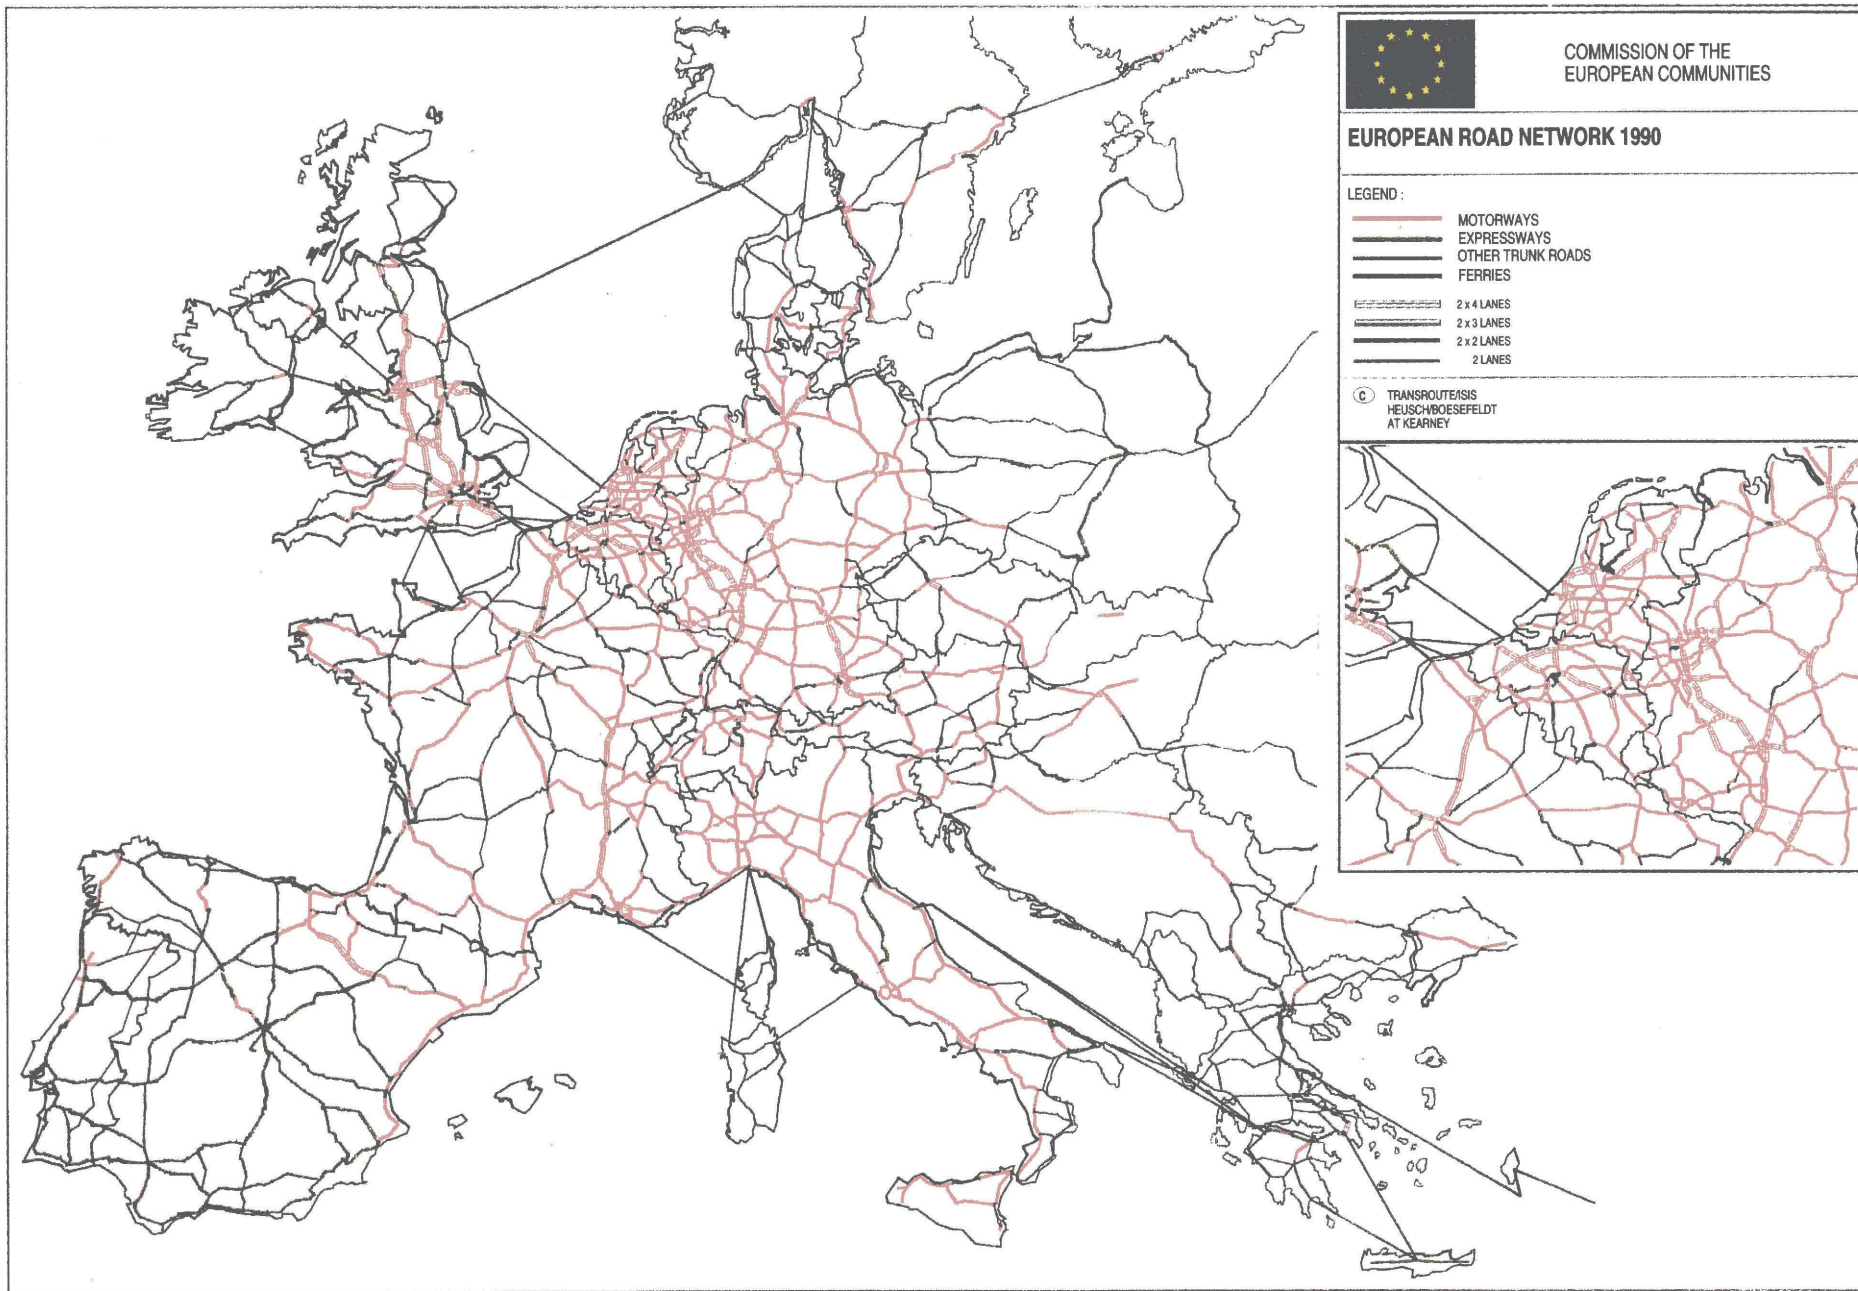 COMMISSION OF THE
EUROPEAN COMMUNITIES
EUROPEAN ROAD NETWORK 1990
LEGEND :
MOTORWAYS
EXPRESSWAYS
OTHER TRUNK ROADS
FERRIES
2 x 4 LANES
2 x 3 LANES
2 x 2 LANES
2 LANES
C TRANSROUTE/ISIS
HEUSCH/BOESEFELDT
AT KEARNEY